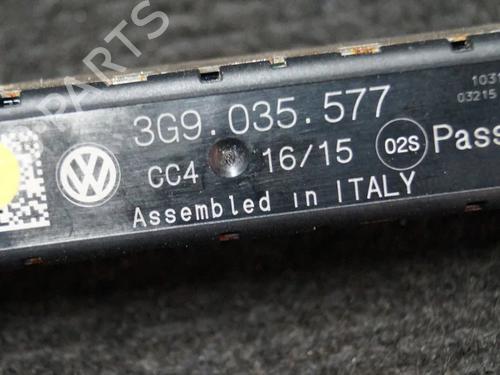 3G9.035.577
CC4 16/15 02S Pass
Assembled in ITALY
1031
03215
B-PARTS